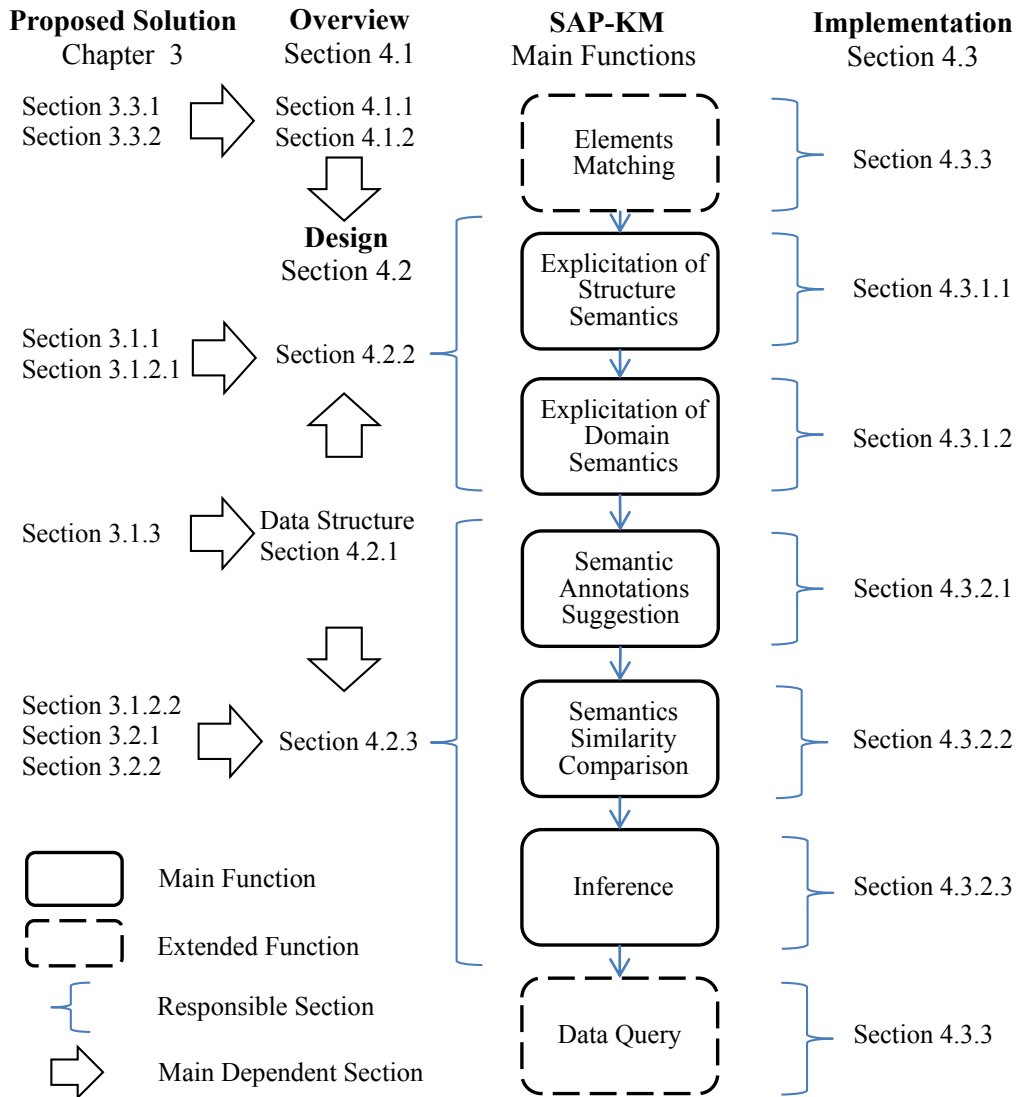 Proposed Solution
Chapter 3
Overview
Section 4.1
SAP-KM
Main Functions
Implementation
Section 4.3
Section 3.3.1
Section 3.3.2
Section 4.1.1
Section 4.1.2
Elements
Matching
Section 4.3.3
Design
Section 4.2
Explicitation of
Structure
Semantics
Section 4.3.1.1
Section 3.1.1
Section 3.1.2.1
Section 4.2.2
Explicitation of
Domain
Semantics
Section 4.3.1.2
Section 3.1.3
Data Structure
Section 4.2.1
Semantic
Annotations
Suggestion
Section 4.3.2.1
Section 3.1.2.2
Section 3.2.1
Section 3.2.2
Section 4.2.3
Semantics
Similarity
Comparison
Section 4.3.2.2
Main Function
Inference
Section 4.3.2.3
Extended Function
Responsible Section
Data Query
Section 4.3.3
Main Dependent Section